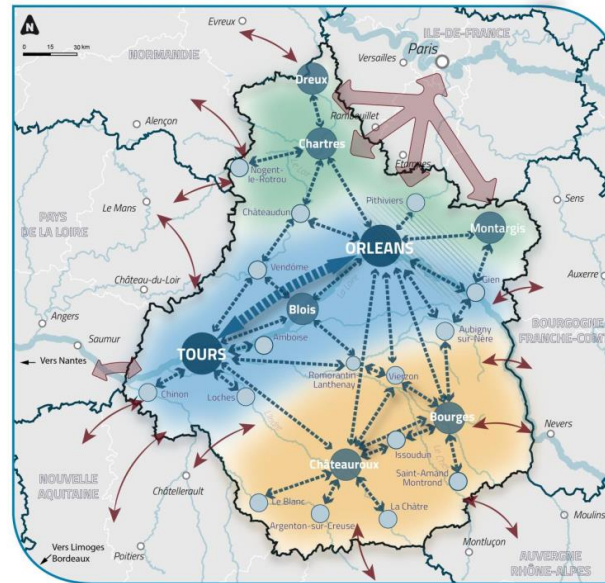 N
0 15 30 km
Evreux
NORMANDIE
ILE-DE-FRANCE
Versailles
Paris
Dreux
Rambouillet
Alençon
Chartres
Etampes
Nogent-
le-Rotrou
Pithiviers
Sens
Le Mans
Châteaudun
PAYS
DE LA LOIRE
ORLEANS
Montargis
Château-du-Loir
Vendôme
Auxerre
Gien
Angers
Blois
Saumur
Vers Nantes
TOURS
Amboise
Aubigny
sur-Nère
BOURGOGNE
FRANCHE-COMTÉ
Romorantin
Lanthenay
Vierzon
Chinon
Loches
Bourges
Nevers
Issoudun
NOUVELLE
AQUITAINE
Châtellerault
Châteauroux
Saint-Amand
Montrond
Le Blanc
La Châtre
Argenton-sur-Creuse
Moulins
Vers Limoges
Bordeaux
Poitiers
Montluçon
AUVERGNE
RHÔNE-ALPES